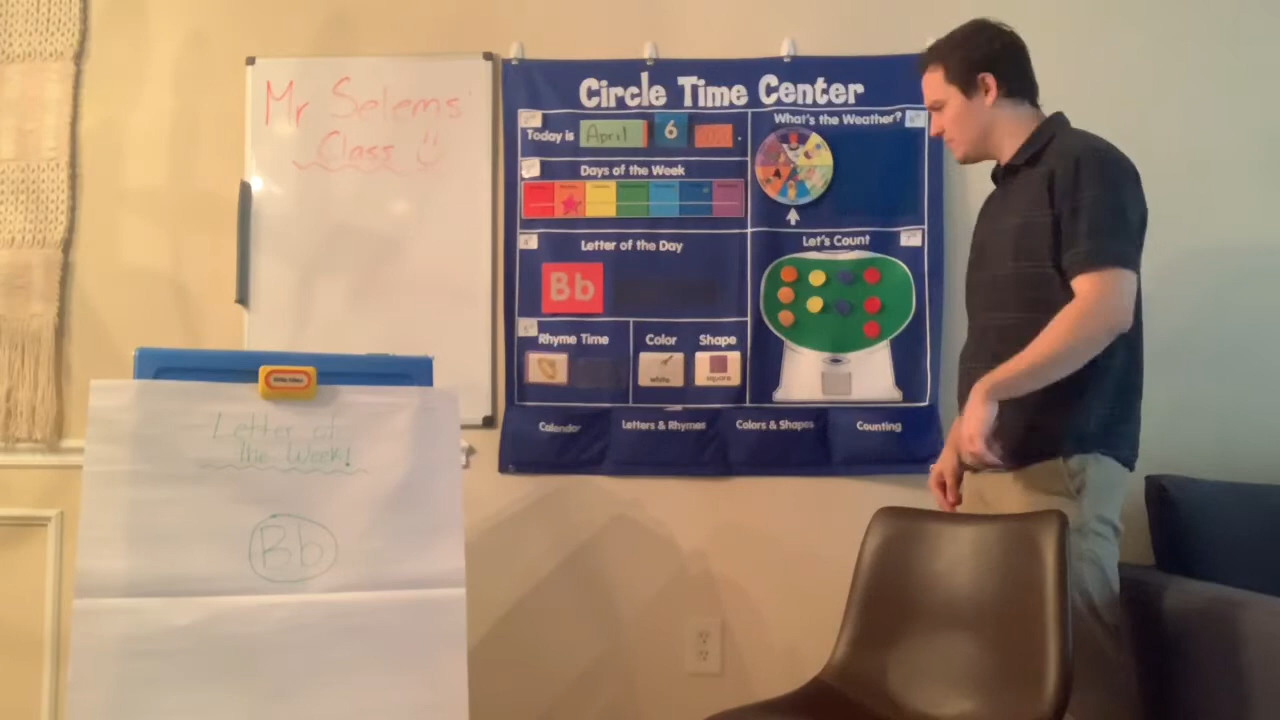 Mr Selems'
Class
Circle Time Center
Today is April 6
What's the Weather?
Days of the Week
Letter of the Day
Let's Count
Bb
Rhyme Time
Color
Shape
white
square
Calendar
Letters & Rhymes
Colors & Shapes
Counting
Letter of
the Week!
Bb